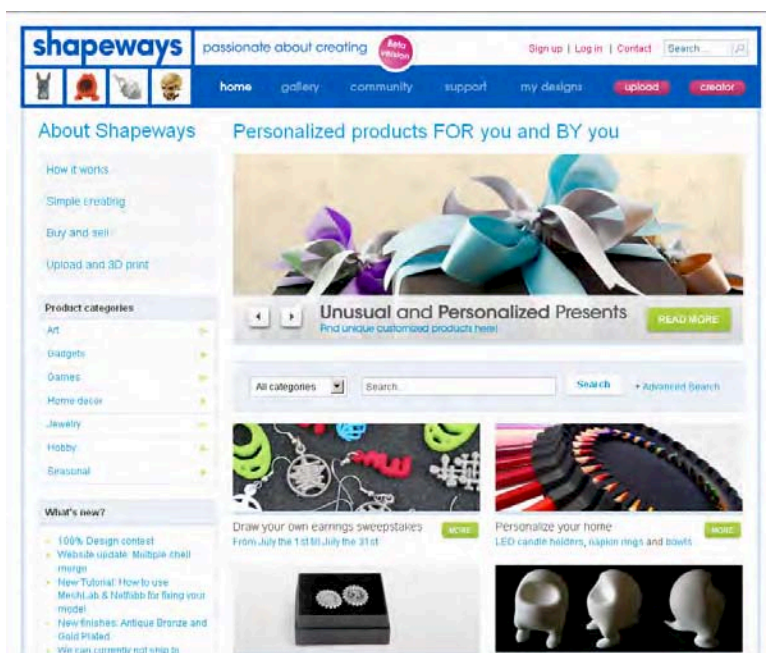 shapeways
passionate about creating
Beta
version
Sign up | Log in | Contact
Search...
home gallery community support my designs upload creator
About Shapeways
How it works
Simple creating
Buy and sell
Upload and 3D print
Product categories
Art
Gadgets
Games
Home decor
Jewelry
Hobby
Seasonal
What's new?
100% Design contest
Website update: Multiple shell
merge
New Tutorial: How to use
MeshLab & Netfabb for fixing your
model
New finishes: Antique Bronze and
Gold Plated
We can currently not ship to
Personalized products FOR you and BY you
Unusual and Personalized Presents
Find unique customized products here!
READ MORE
All categories
Search...
Search
+ Advanced Search
Draw your own earrings sweepstakes
From July the 1st till July the 31st
MORE
Personalize your home
LED candle holders, napkin rings and bowls
MORE